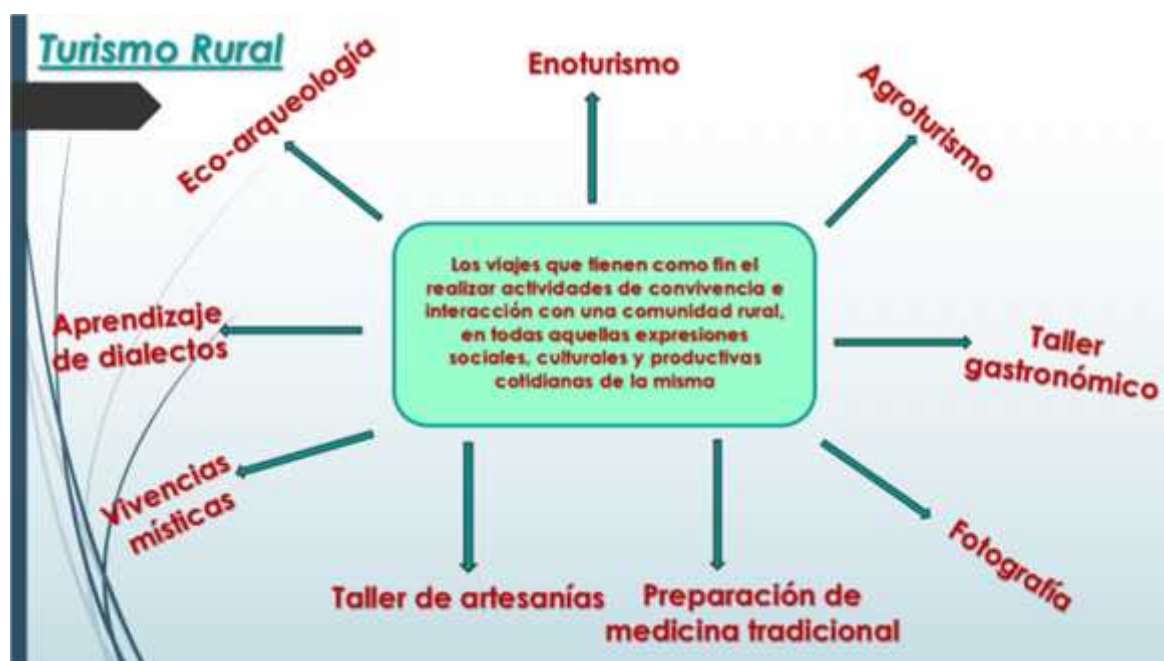 Turismo Rural
Eco-arqueología
Enoturismo
Agroturismo
Los viajes que tienen como fin el
realizar actividades de convivencia e
interacción con una comunidad rural,
en todas aquellas expresiones
sociales, culturales y productivas
cotidianas de la misma
Aprendizaje
de dialectos
Taller
gastronómico
Vivencias
místicas
Fotografía
Taller de artesanías
Preparación de
medicina tradicional